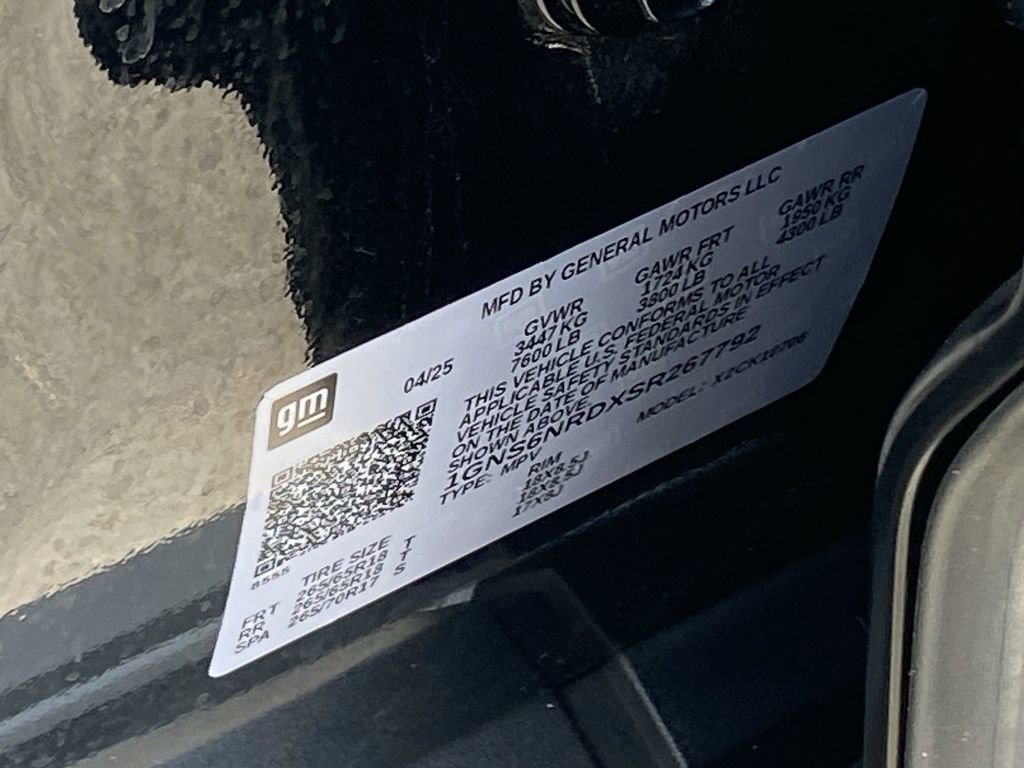 gm
04/25
MFD BY GENERAL MOTORS LLC
GVWR GAWR FRT GAWR RR
3447 KG 1724 KG 1950 KG
7600 LB 3800 LB 4300 LB
THIS VEHICLE CONFORMS TO ALL
APPLICABLE U.S. FEDERAL MOTOR
VEHICLE SAFETY STANDARDS IN EFFECT
ON THE DATE OF MANUFACTURE
SHOWN ABOVE.
1GNS6NRDXSR267792
TYPE: MPV MODEL: X2CK10706
8555
TIRE SIZE RIM
FRT 265/65R18 T 18X8.5J
RR 265/65R18 T 18X8.5J
SPA 265/70R17 S 17X8J